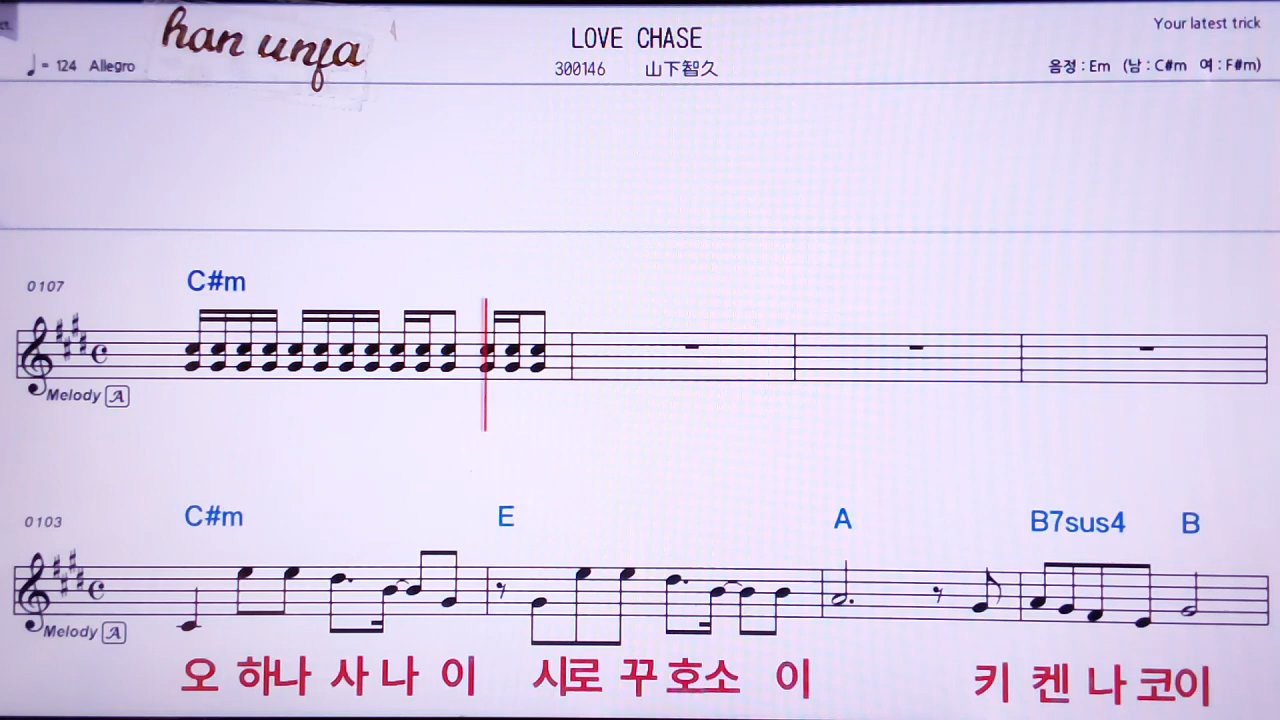 han unfa
LOVE CHASE
Your latest trick
♩= 124 Allegro
300146 山下智久
음정 : Em (남 : C#m 여 : F#m)
0107
C#m
Melody A
0103
C#m E A B7sus4 B
Melody A
오 하나 사 나 이 시로 꾸 호소 이 키 켄 나 코이